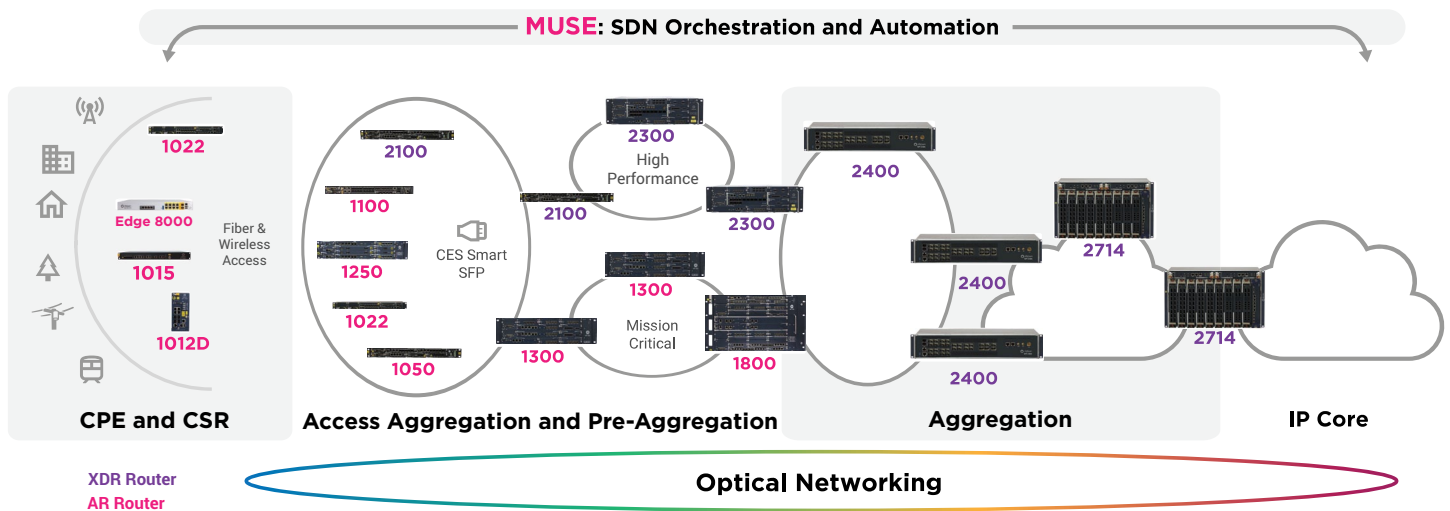 MUSE: SDN Orchestration and Automation
1022
Edge 8000
1015
1012D
Fiber &
Wireless
Access
CPE and CSR
2100
1100
1250
1022
1050
CES Smart
SFP
2100
1300
2300
High
Performance
2300
1300
Mission
Critical
1800
Access Aggregation and Pre-Aggregation
2400
2400
2400
2714
2714
Aggregation
IP Core
XDR Router
AR Router
Optical Networking